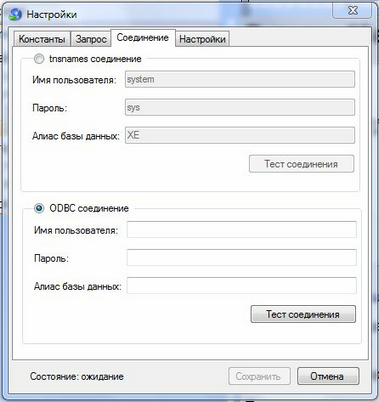 Настройки
Константы Запрос Соединение Настройки
tnsnames соединение
Имя пользователя: system
Пароль: sys
Алиас базы данных: XE
Тест соединения
ODBC соединение
Имя пользователя:
Пароль:
Алиас базы данных:
Тест соединения
Состояние: ожидание Сохранить Отмена